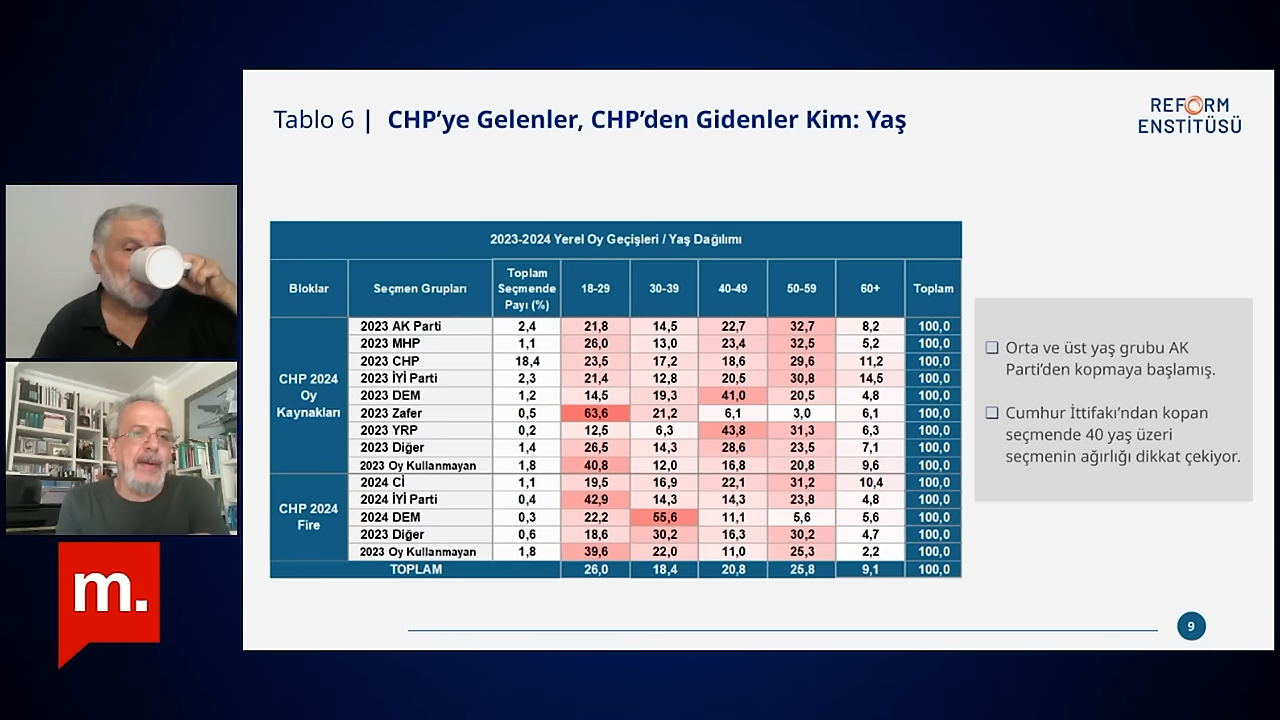 REFORM
ENSTİTÜSÜ
Tablo 6 | CHP'ye Gelenler, CHP'den Gidenler Kim: Yaş
2023-2024 Yerel Oy Geçişleri / Yaş Dağılımı
Bloklar Seçmen Grupları Toplam Seçmende Payı (%) 18-29 30-39 40-49 50-59 60+ Toplam
CHP 2024 Oy Kaynakları
2023 AK Parti 2,4 21,8 14,5 22,7 32,7 8,2 100,0
2023 MHP 1,1 26,0 13,0 23,4 32,5 5,2 100,0
2023 CHP 18,4 23,5 17,2 18,6 29,6 11,2 100,0
2023 İYİ Parti 2,3 21,4 12,8 20,5 30,8 14,5 100,0
2023 DEM 1,2 14,5 19,3 41,0 20,5 4,8 100,0
2023 Zafer 0,5 63,6 21,2 6,1 3,0 6,1 100,0
2023 YRP 0,2 12,5 6,3 43,8 31,3 6,3 100,0
2023 Diğer 1,4 26,5 14,3 28,6 23,5 7,1 100,0
2023 Oy Kullanmayan 1,8 40,8 12,0 16,8 20,8 9,6 100,0
CHP 2024 Fire
2024 Cİ 1,1 19,5 16,9 22,1 31,2 10,4 100,0
2024 İYİ Parti 0,4 42,9 14,3 14,3 23,8 4,8 100,0
2024 DEM 0,3 22,2 55,6 11,1 5,6 5,6 100,0
2023 Diğer 0,6 18,6 30,2 16,3 30,2 4,7 100,0
2023 Oy Kullanmayan 1,8 39,6 22,0 11,0 25,3 2,2 100,0
TOPLAM 26,0 18,4 20,8 25,8 9,1 100,0
Orta ve üst yaş grubu AK
Parti'den kopmaya başlamış.
Cumhur İttifakı'ndan kopan
seçmende 40 yaş üzeri
seçmenin ağırlığı dikkat çekiyor.
9
m.